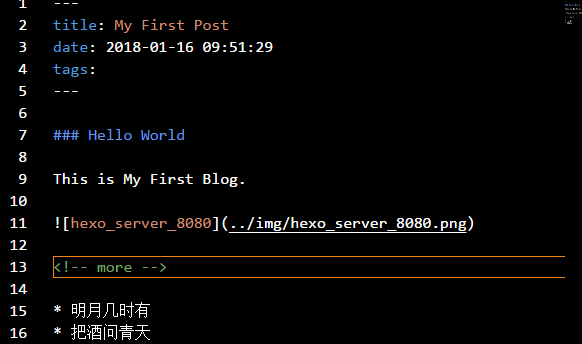 1 ---
2 title: My First Post
3 date: 2018-01-16 09:51:29
4 tags:
5 ---
6
7 ### Hello World
8
9 This is My First Blog.
10
11 ![hexo_server_8080](../img/hexo_server_8080.png)
12
13 <!-- more -->
14
15 * 明月几时有
16 * 把酒问青天